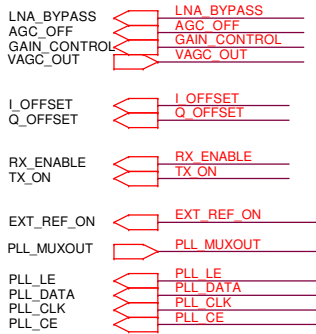 LNA_BYPASS LNA_BYPASS
AGC_OFF AGC_OFF
GAIN_CONTROL GAIN_CONTROL
VAGC_OUT VAGC_OUT
I_OFFSET I_OFFSET
Q_OFFSET Q_OFFSET
RX_ENABLE RX_ENABLE
TX_ON TX_ON
EXT_REF_ON EXT_REF_ON
PLL_MUXOUT PLL_MUXOUT
PLL_LE PLL_LE
PLL_DATA PLL_DATA
PLL_CLK PLL_CLK
PLL_CE PLL_CE